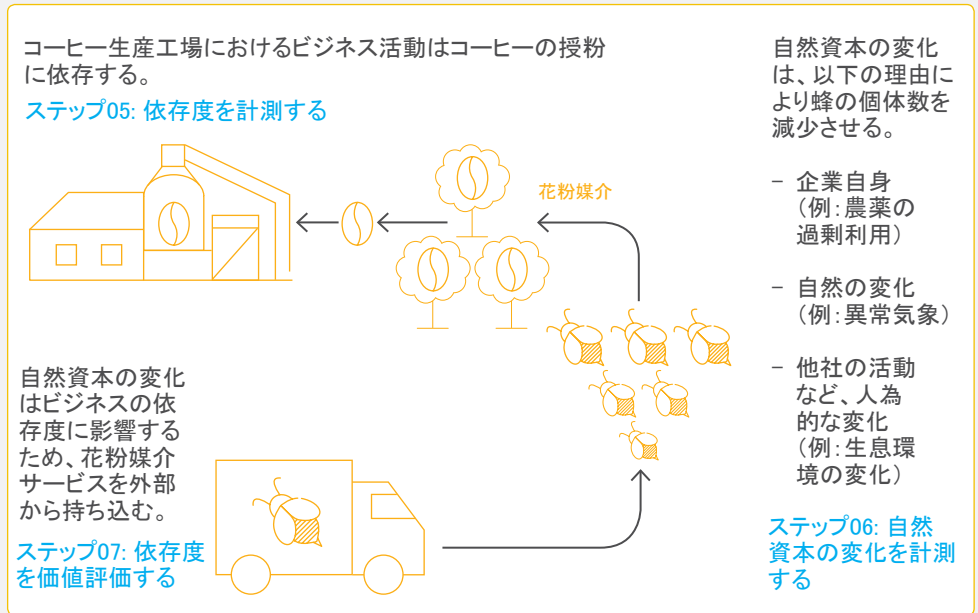 コーヒー生産工場におけるビジネス活動はコーヒーの授粉
に依存する。
ステップ05: 依存度を計測する
花粉媒介
自然資本の変化
は、以下の理由に
より蜂の個体数を
減少させる。
− 企業自身
(例：農薬の
過剰利用)
− 自然の変化
(例：異常気象)
− 他社の活動
など、人為
的な変化
(例：生息環
境の変化)
ステップ06: 自然
資本の変化を計測
する
自然資本の変化
はビジネスの依
存度に影響する
ため、花粉媒介
サービスを外部
から持ち込む。
ステップ07: 依存度
を価値評価する